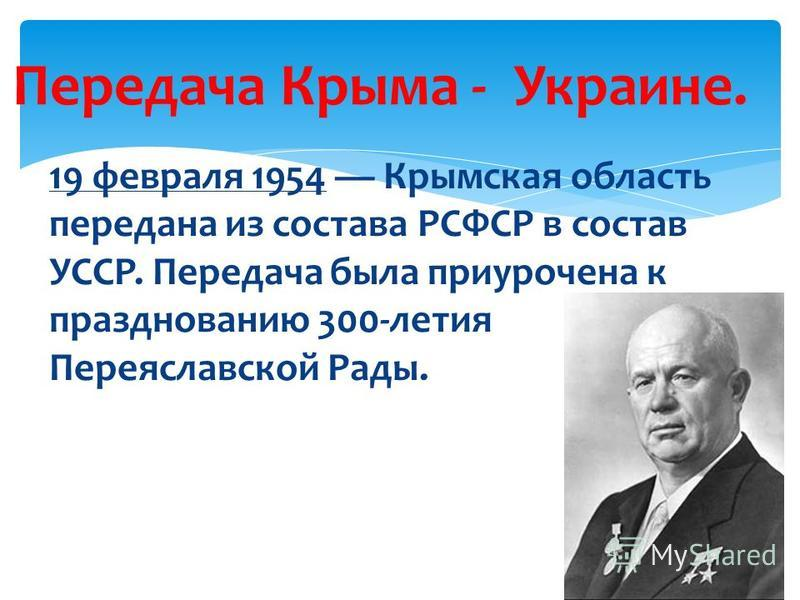 Передача Крыма - Украине.
19 февраля 1954 — Крымская область
передана из состава РСФСР в состав
УССР. Передача была приурочена к
празднованию 300-летия
Переяславской Рады.
MyShared